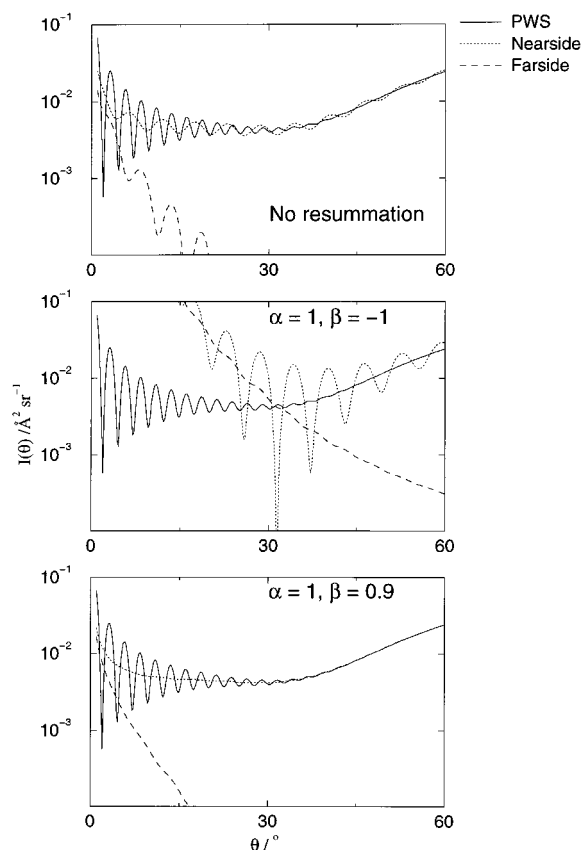 PWS
Nearside
Farside
10⁻¹
10⁻²
10⁻³
No resummation
0
30
60
α = 1, β = −1
10⁻¹
10⁻²
10⁻³
I(θ) /Å² sr⁻¹
0
30
60
α = 1, β = 0.9
10⁻¹
10⁻²
10⁻³
0
30
60
θ / °